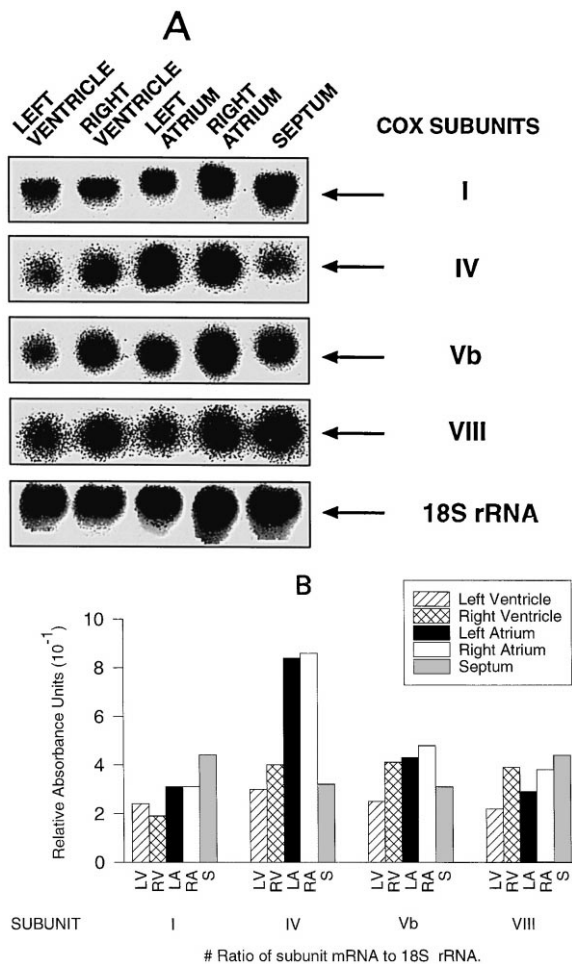 A
LEFT VENTRICLE
RIGHT VENTRICLE
LEFT ATRIUM
RIGHT ATRIUM
SEPTUM
COX SUBUNITS
I
IV
Vb
VIII
18S rRNA
B
Left Ventricle
Right Ventricle
Left Atrium
Right Atrium
Septum
Relative Absorbance Units (10-1)
10
8
6
4
2
0
LV RV LA RA S LV RV LA RA S LV RV LA RA S LV RV LA RA S
SUBUNIT I IV Vb VIII
# Ratio of subunit mRNA to 18S rRNA.